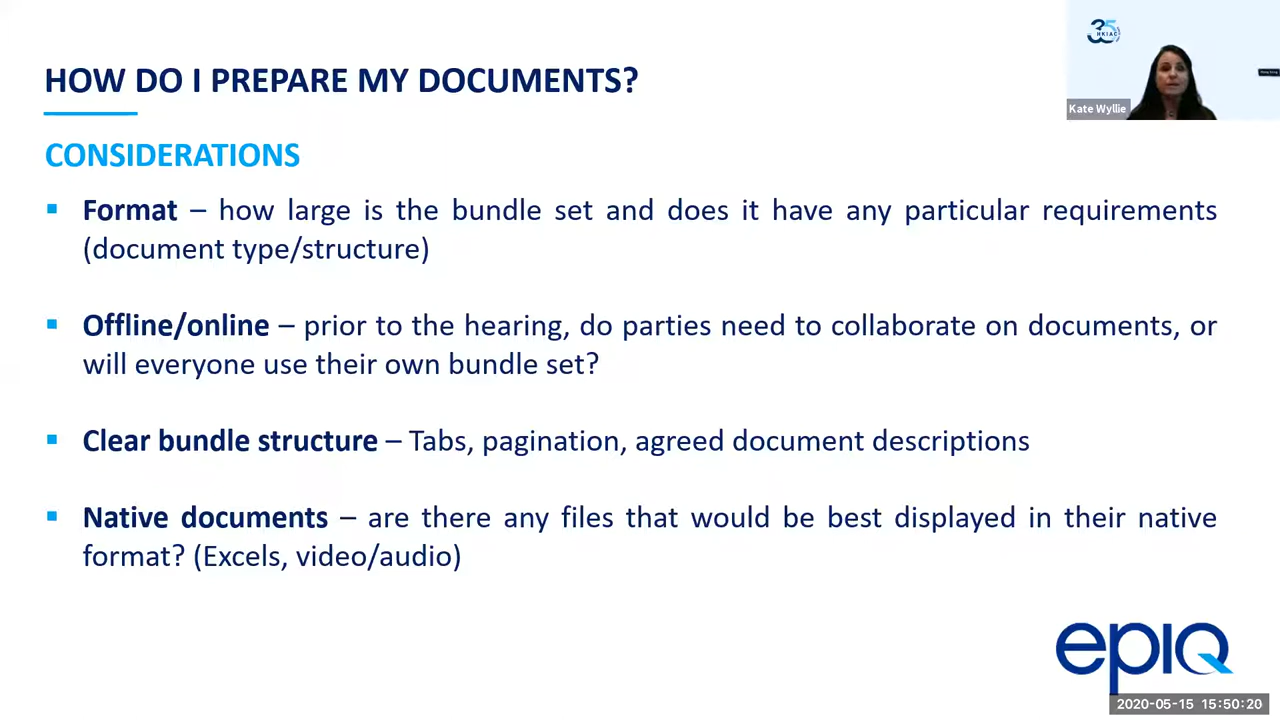 35
HKIAC
Kate Wyllie
HOW DO I PREPARE MY DOCUMENTS?
CONSIDERATIONS
▪ Format – how large is the bundle set and does it have any particular requirements
(document type/structure)
▪ Offline/online – prior to the hearing, do parties need to collaborate on documents, or
will everyone use their own bundle set?
▪ Clear bundle structure – Tabs, pagination, agreed document descriptions
▪ Native documents – are there any files that would be best displayed in their native
format? (Excels, video/audio)
epIQ
2020-05-15 15:50:20